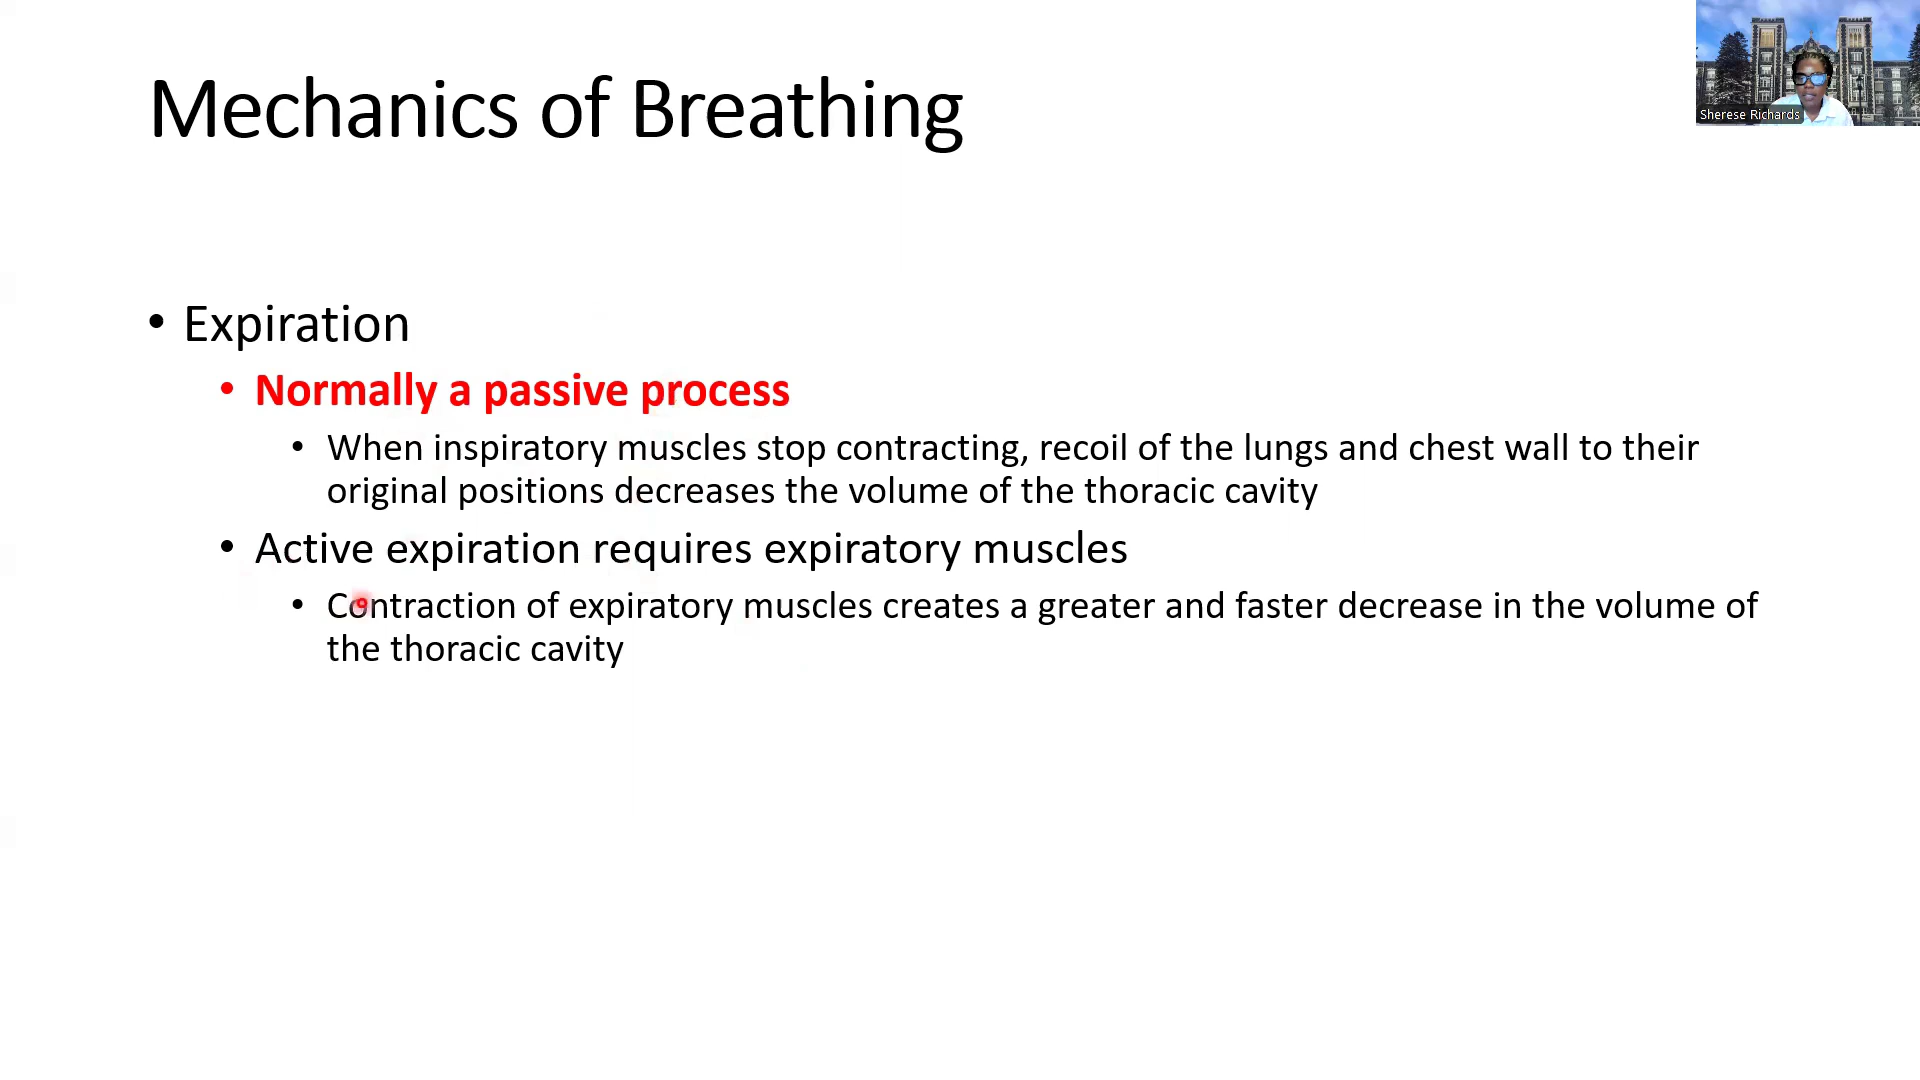 Mechanics of Breathing
Sherese Richards
• Expiration
• Normally a passive process
• When inspiratory muscles stop contracting, recoil of the lungs and chest wall to their
original positions decreases the volume of the thoracic cavity
• Active expiration requires expiratory muscles
• Contraction of expiratory muscles creates a greater and faster decrease in the volume of
the thoracic cavity